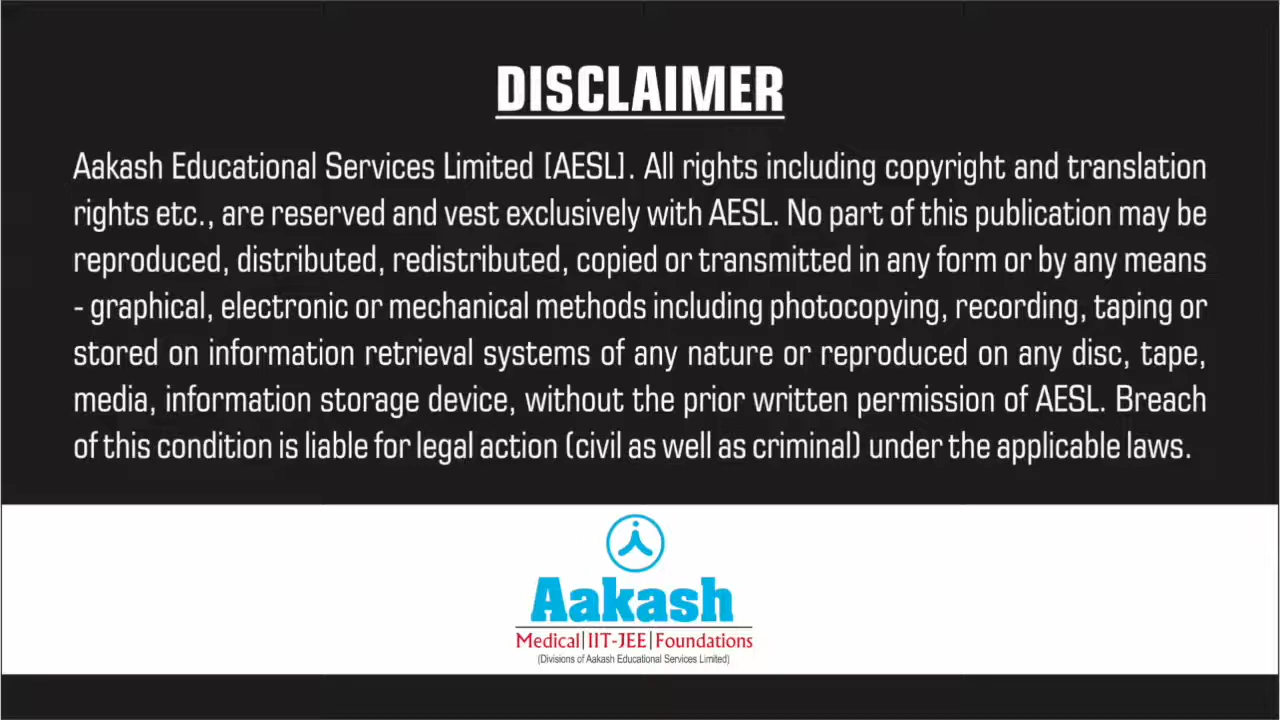 DISCLAIMER
Aakash Educational Services Limited [AESL]. All rights including copyright and translation
rights etc., are reserved and vest exclusively with AESL. No part of this publication may be
reproduced, distributed, redistributed, copied or transmitted in any form or by any means
- graphical, electronic or mechanical methods including photocopying, recording, taping or
stored on information retrieval systems of any nature or reproduced on any disc, tape,
media, information storage device, without the prior written permission of AESL. Breach
of this condition is liable for legal action (civil as well as criminal) under the applicable laws.
Aakash
Medical|IIT-JEE|Foundations
(Divisions of Aakash Educational Services Limited)